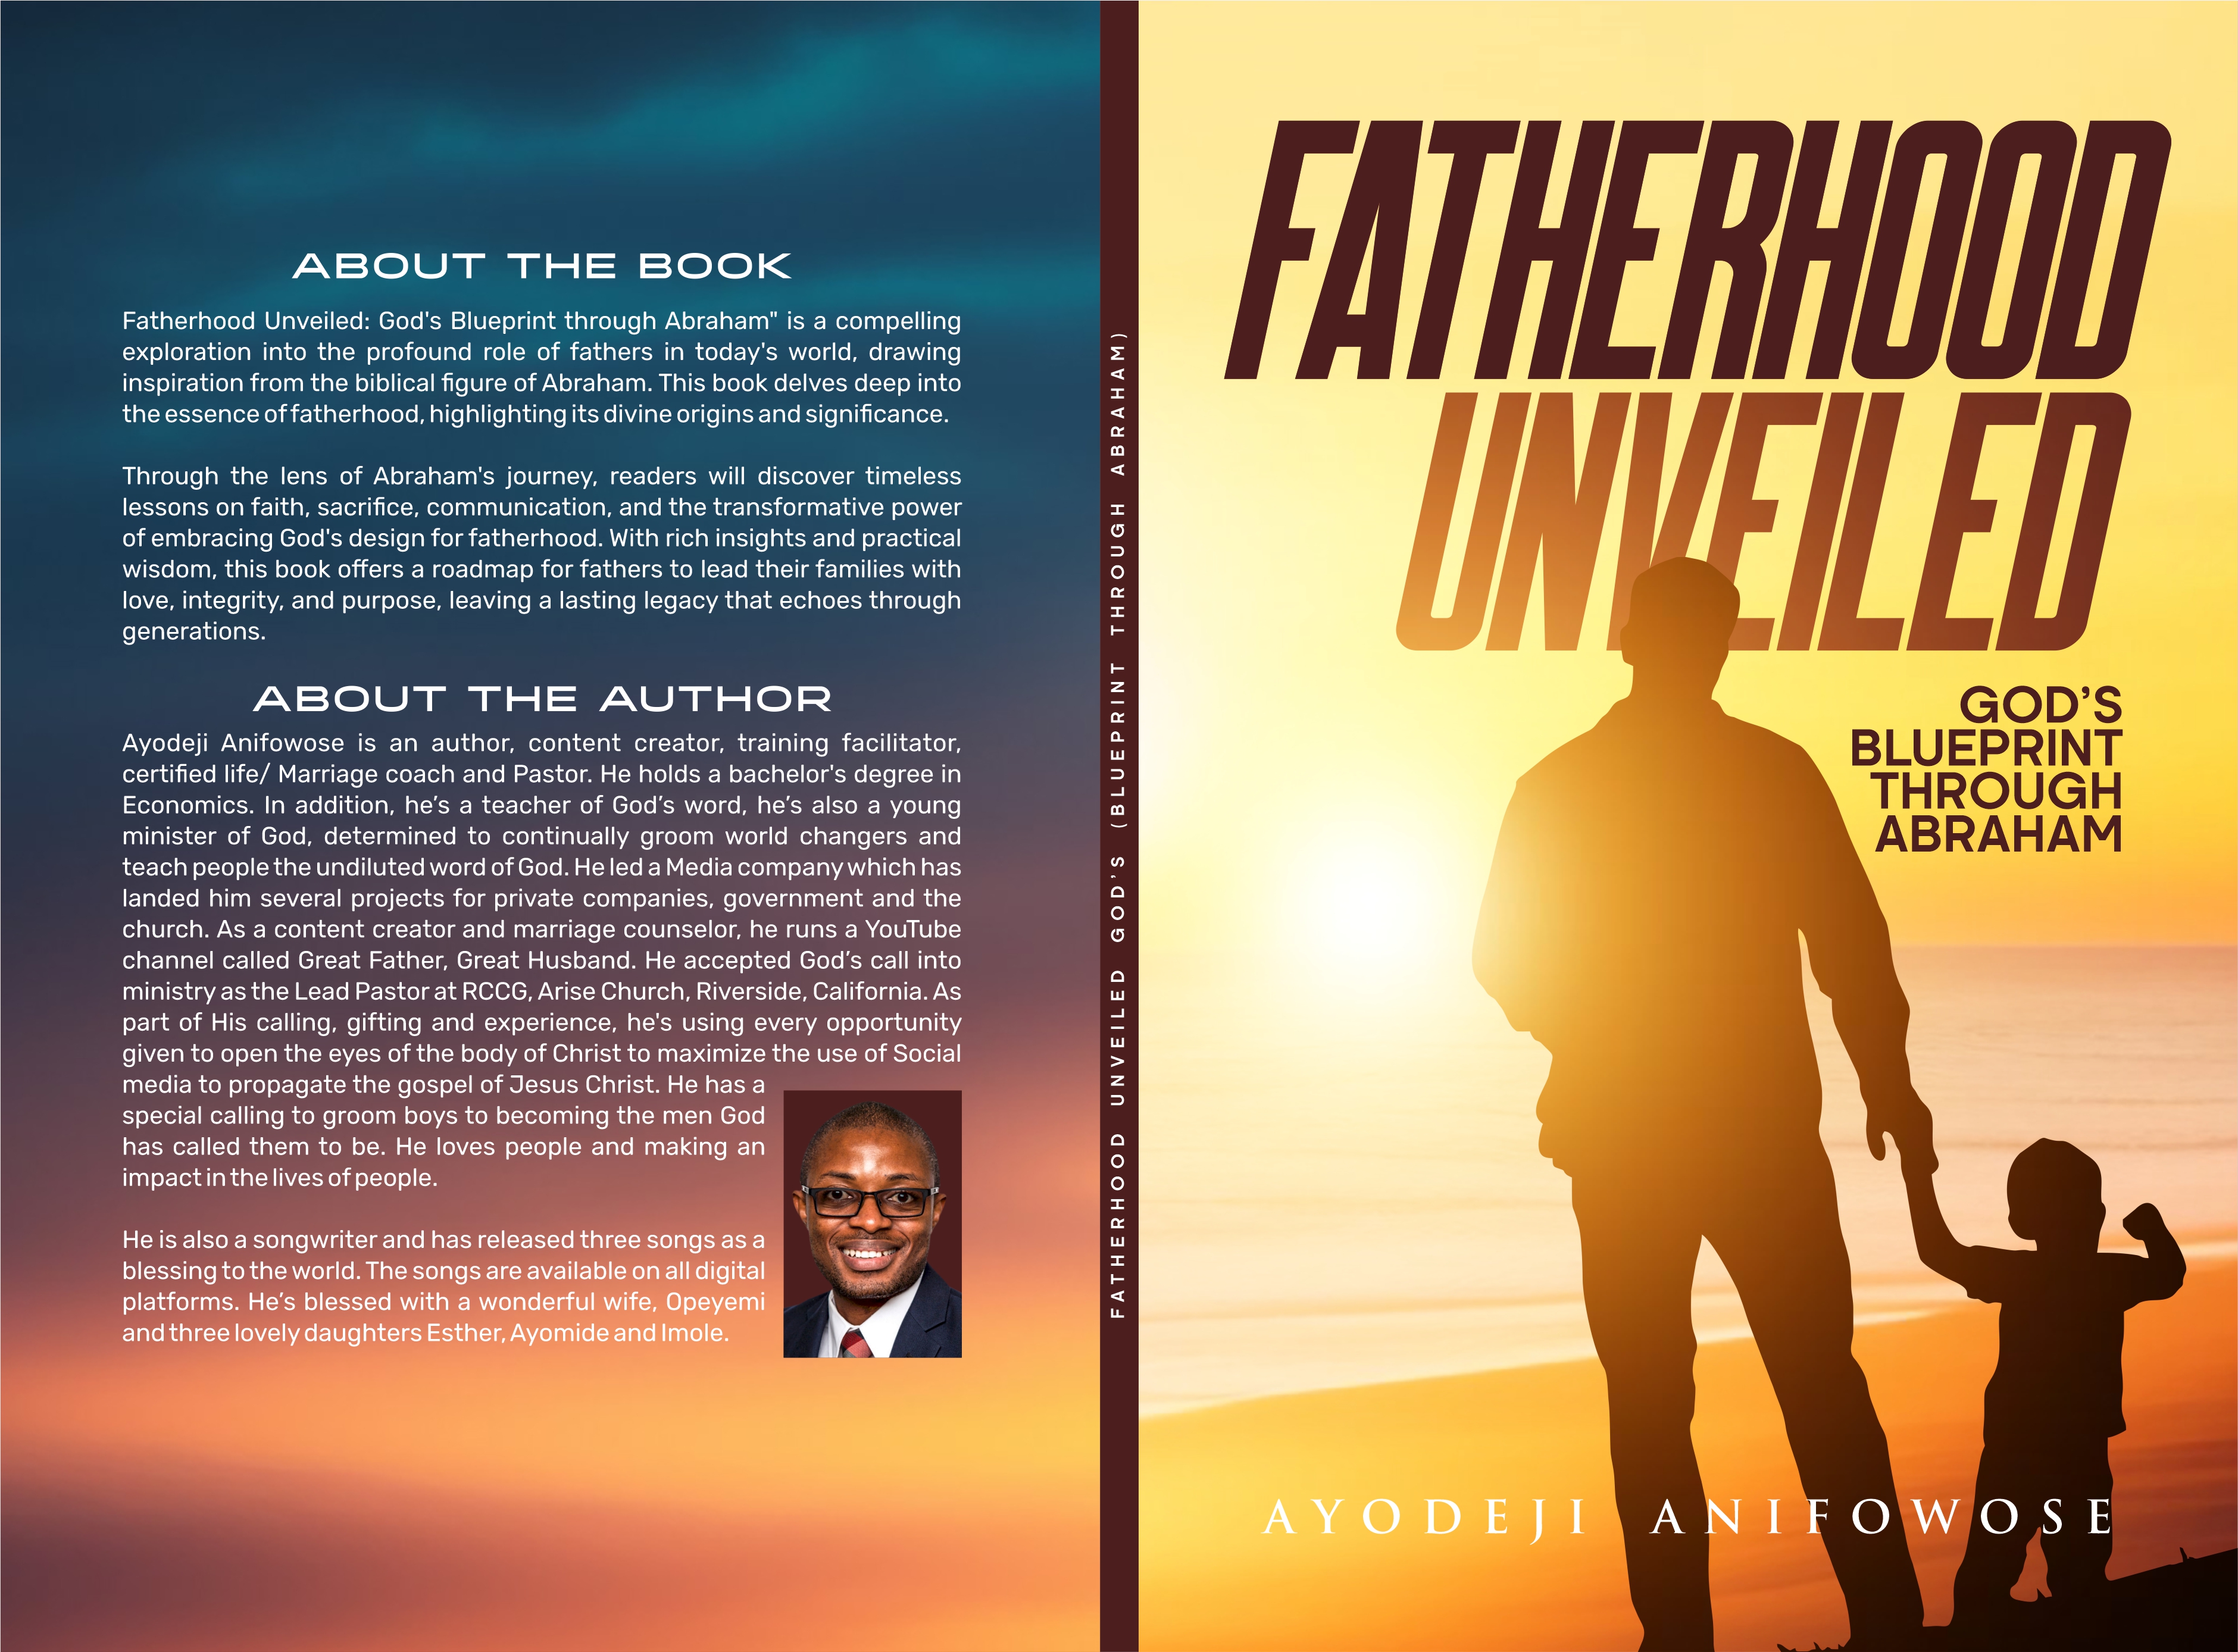 ABOUT THE BOOK
Fatherhood Unveiled: God's Blueprint through Abraham" is a compelling
exploration into the profound role of fathers in today's world, drawing
inspiration from the biblical figure of Abraham. This book delves deep into
the essence of fatherhood, highlighting its divine origins and significance.
Through the lens of Abraham's journey, readers will discover timeless
lessons on faith, sacrifice, communication, and the transformative power
of embracing God's design for fatherhood. With rich insights and practical
wisdom, this book offers a roadmap for fathers to lead their families with
love, integrity, and purpose, leaving a lasting legacy that echoes through
generations.
ABOUT THE AUTHOR
Ayodeji Anifowose is an author, content creator, training facilitator,
certified life/ Marriage coach and Pastor. He holds a bachelor's degree in
Economics. In addition, he’s a teacher of God’s word, he’s also a young
minister of God, determined to continually groom world changers and
teach people the undiluted word of God. He led a Media company which has
landed him several projects for private companies, government and the
church. As a content creator and marriage counselor, he runs a YouTube
channel called Great Father, Great Husband. He accepted God’s call into
ministry as the Lead Pastor at RCCG, Arise Church, Riverside, California. As
part of His calling, gifting and experience, he's using every opportunity
given to open the eyes of the body of Christ to maximize the use of Social
media to propagate the gospel of Jesus Christ. He has a
special calling to groom boys to becoming the men God
has called them to be. He loves people and making an
impact in the lives of people.
He is also a songwriter and has released three songs as a
blessing to the world. The songs are available on all digital
platforms. He’s blessed with a wonderful wife, Opeyemi
and three lovely daughters Esther, Ayomide and Imole.
FATHERHOOD UNVEILED GOD’S (BLUEPRINT THROUGH ABRAHAM)
FATHERHOOD
UNVEILED
GOD’S
BLUEPRINT
THROUGH
ABRAHAM
AYODEJI ANIFOWOSE